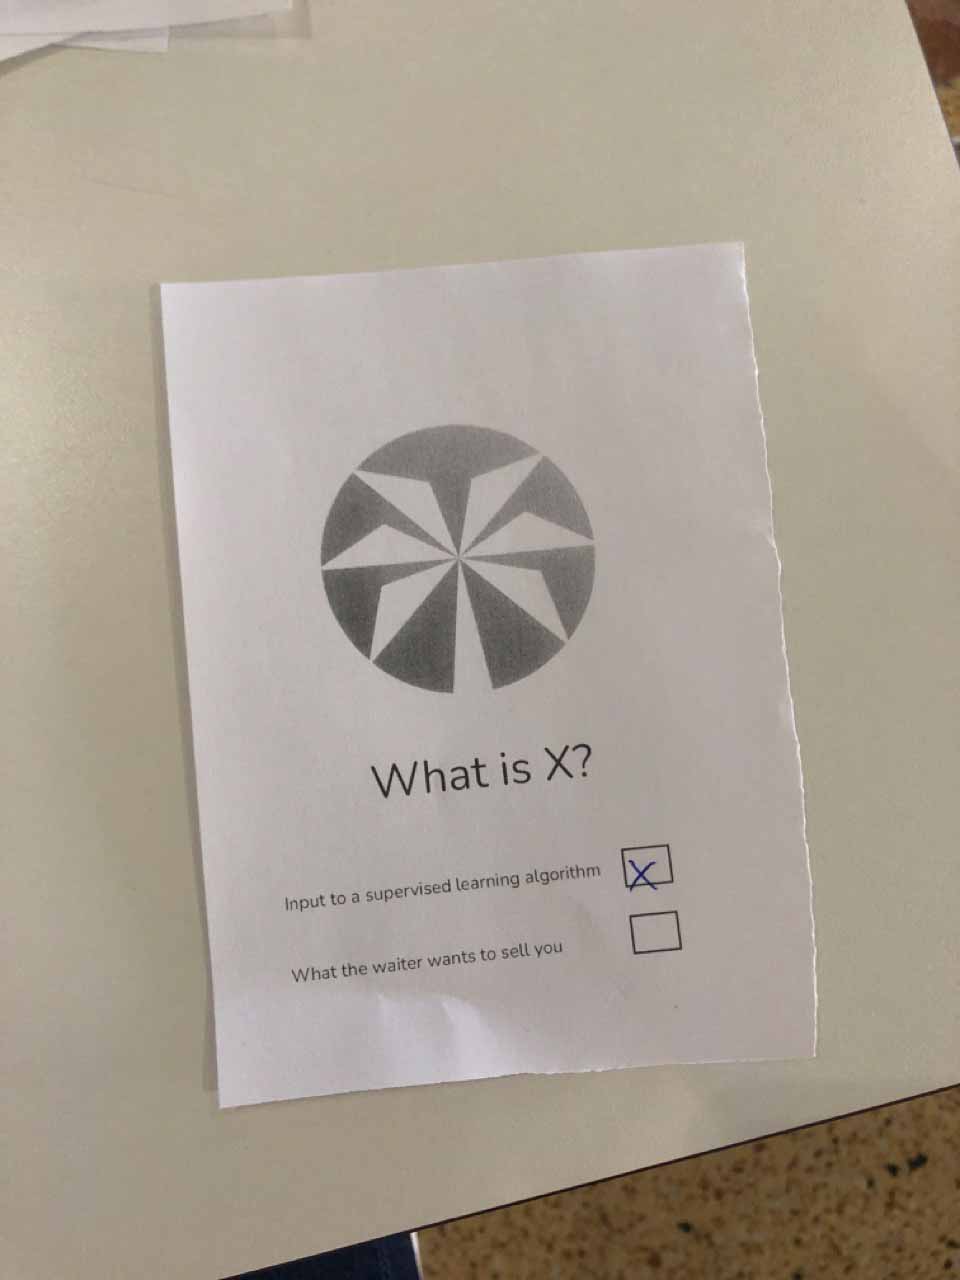 What is X?
Input to a supervised learning algorithm X
What the waiter wants to sell you